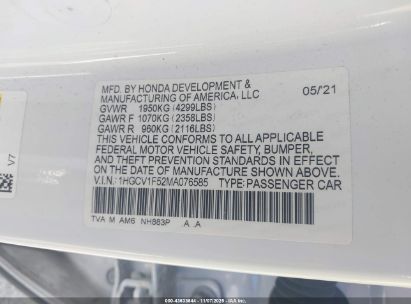 MFD. BY HONDA DEVELOPMENT &
MANUFACTURING OF AMERICA, LLC 05/21
GVWR 1950KG (4299LBS)
GAWR F 1070KG (2358LBS)
GAWR R 960KG (2116LBS)
THIS VEHICLE CONFORMS TO ALL APPLICABLE
FEDERAL MOTOR VEHICLE SAFETY, BUMPER,
AND THEFT PREVENTION STANDARDS IN EFFECT
ON THE DATE OF MANUFACTURE SHOWN ABOVE.
V.I.N.: 1HGCV1F52MA076585 TYPE: PASSENGER CAR
TVA M AM6 NH883P A A
V7